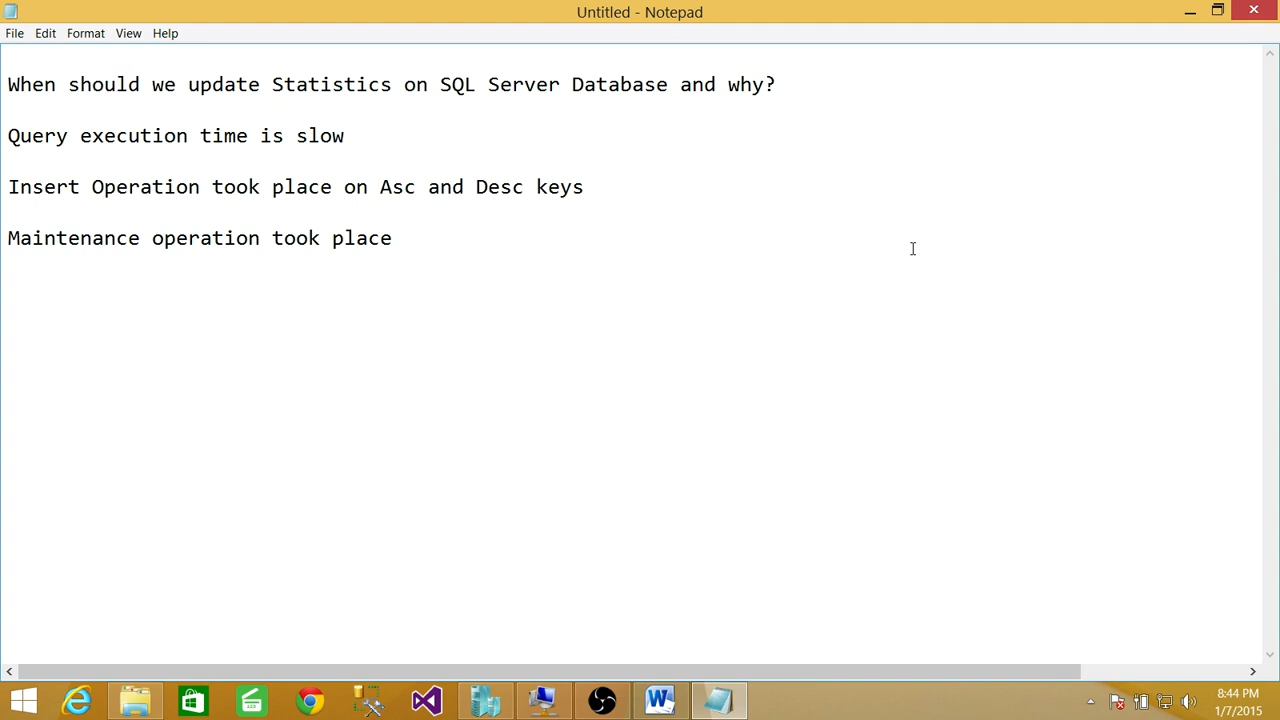 Untitled - Notepad
File Edit Format View Help
When should we update Statistics on SQL Server Database and why?
Query execution time is slow
Insert Operation took place on Asc and Desc keys
Maintenance operation took place
8:44 PM
1/7/2015